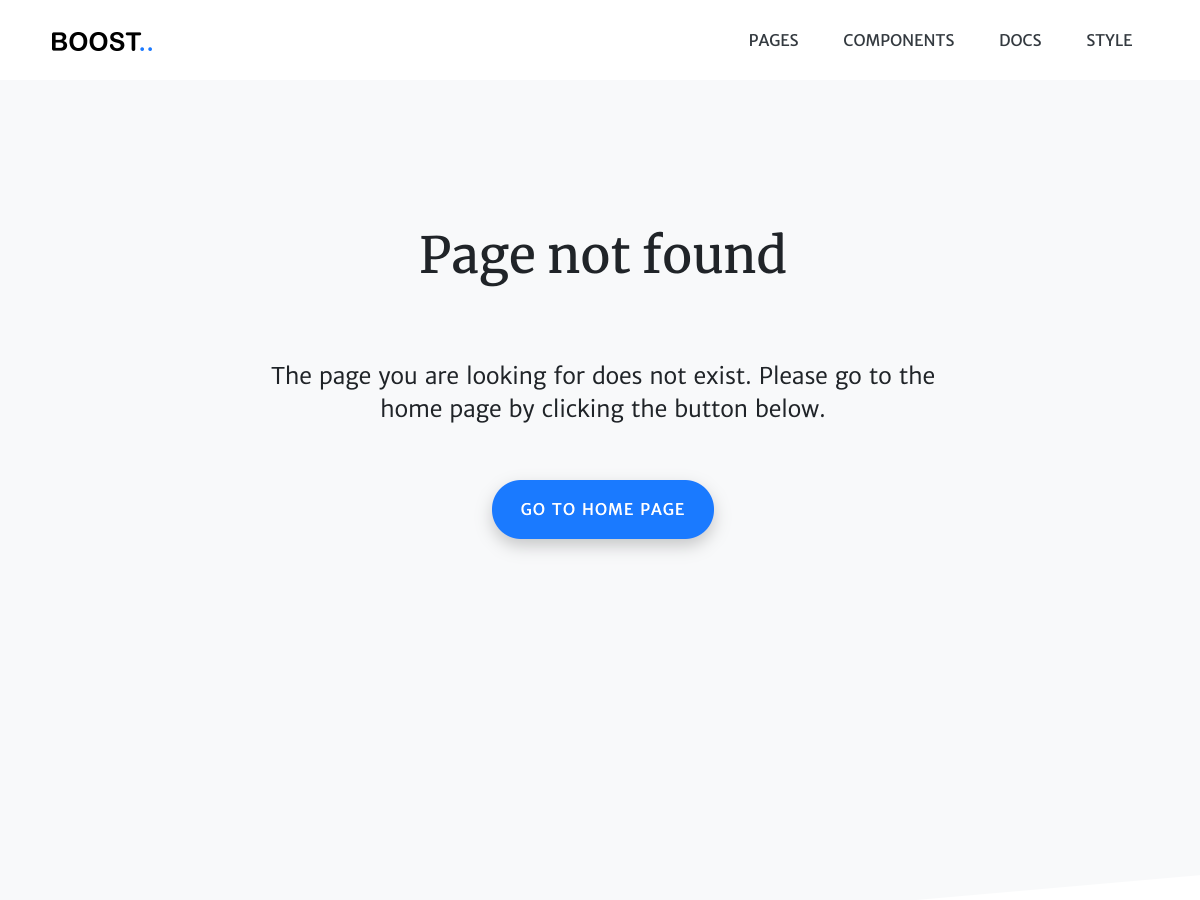 BOOST..
PAGES
COMPONENTS
DOCS
STYLE
Page not found
The page you are looking for does not exist. Please go to the
home page by clicking the button below.
GO TO HOME PAGE